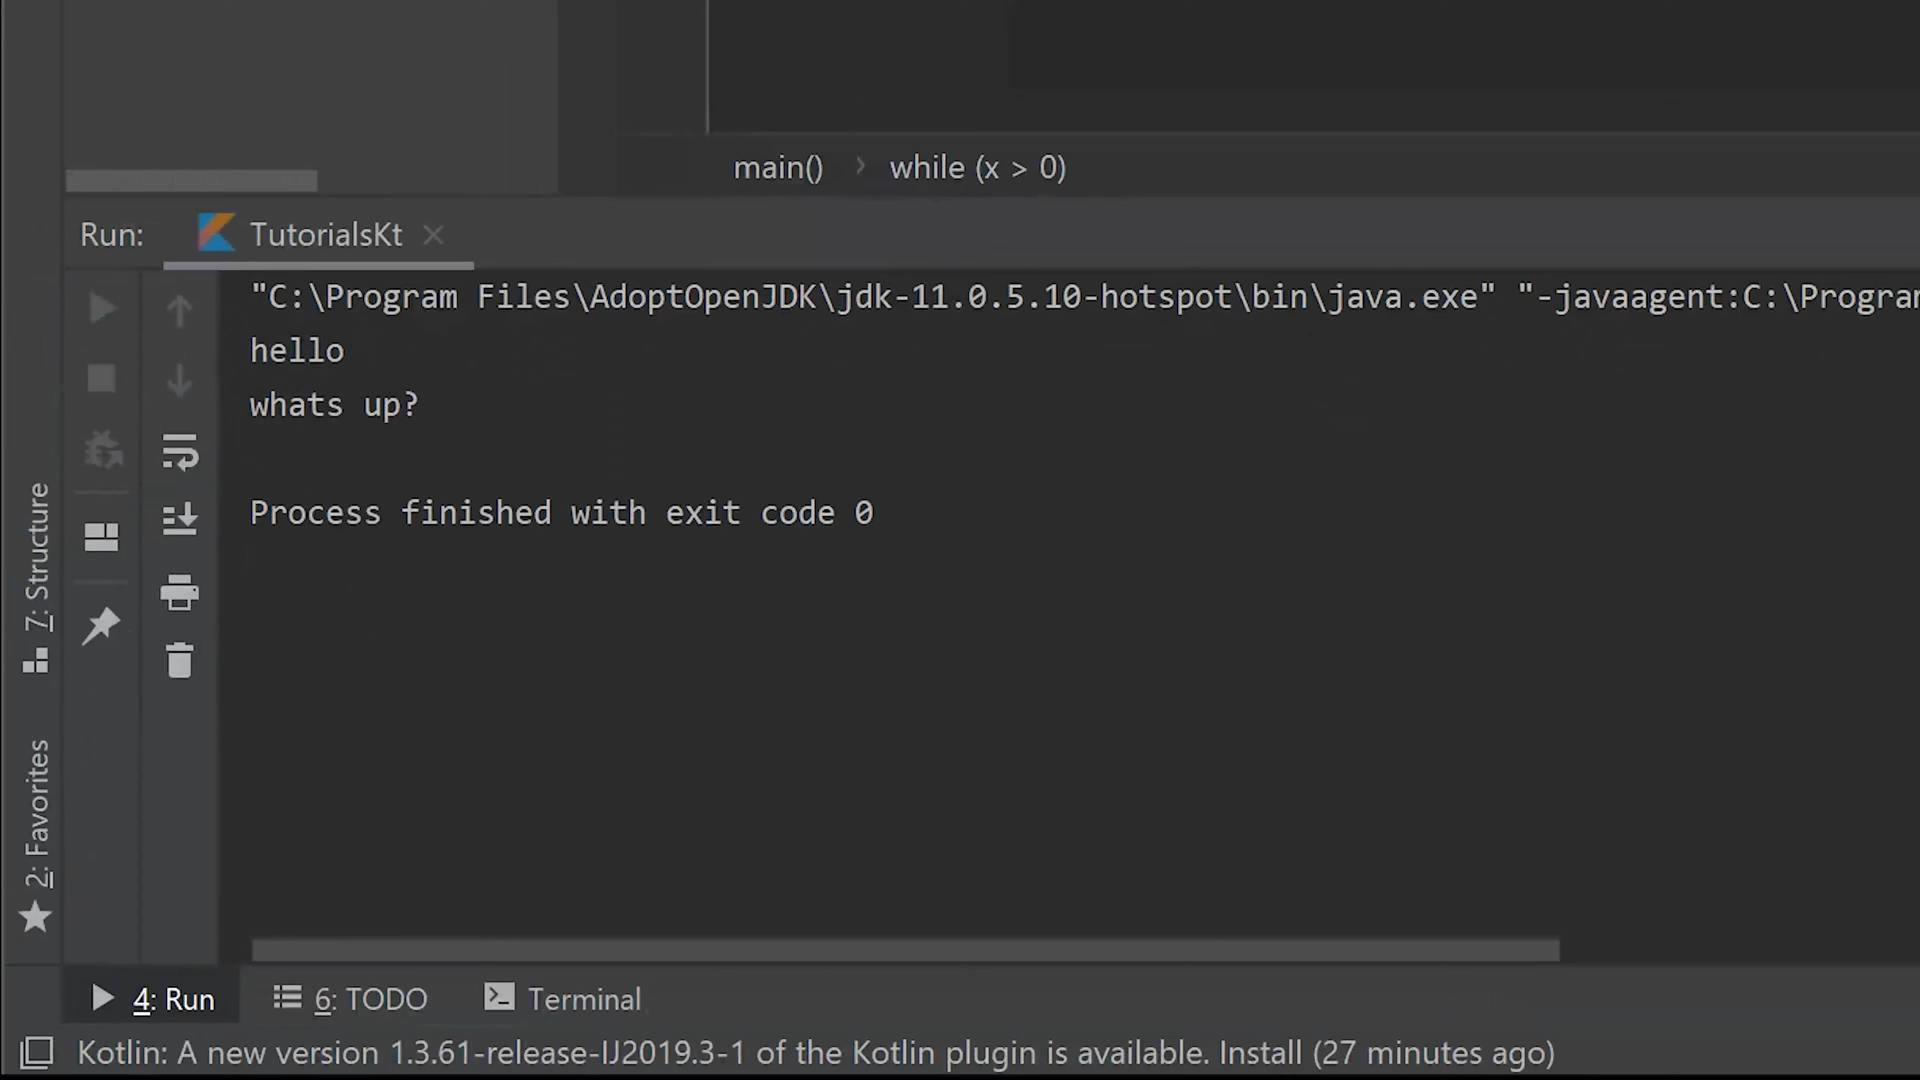 main() › while (x > 0)
Run: TutorialsKt
"C:\Program Files\AdoptOpenJDK\jdk-11.0.5.10-hotspot\bin\java.exe" "-javaagent:C:\Program
hello
whats up?
Process finished with exit code 0
7: Structure
2: Favorites
4: Run 6: TODO Terminal
Kotlin: A new version 1.3.61-release-IJ2019.3-1 of the Kotlin plugin is available. Install (27 minutes ago)